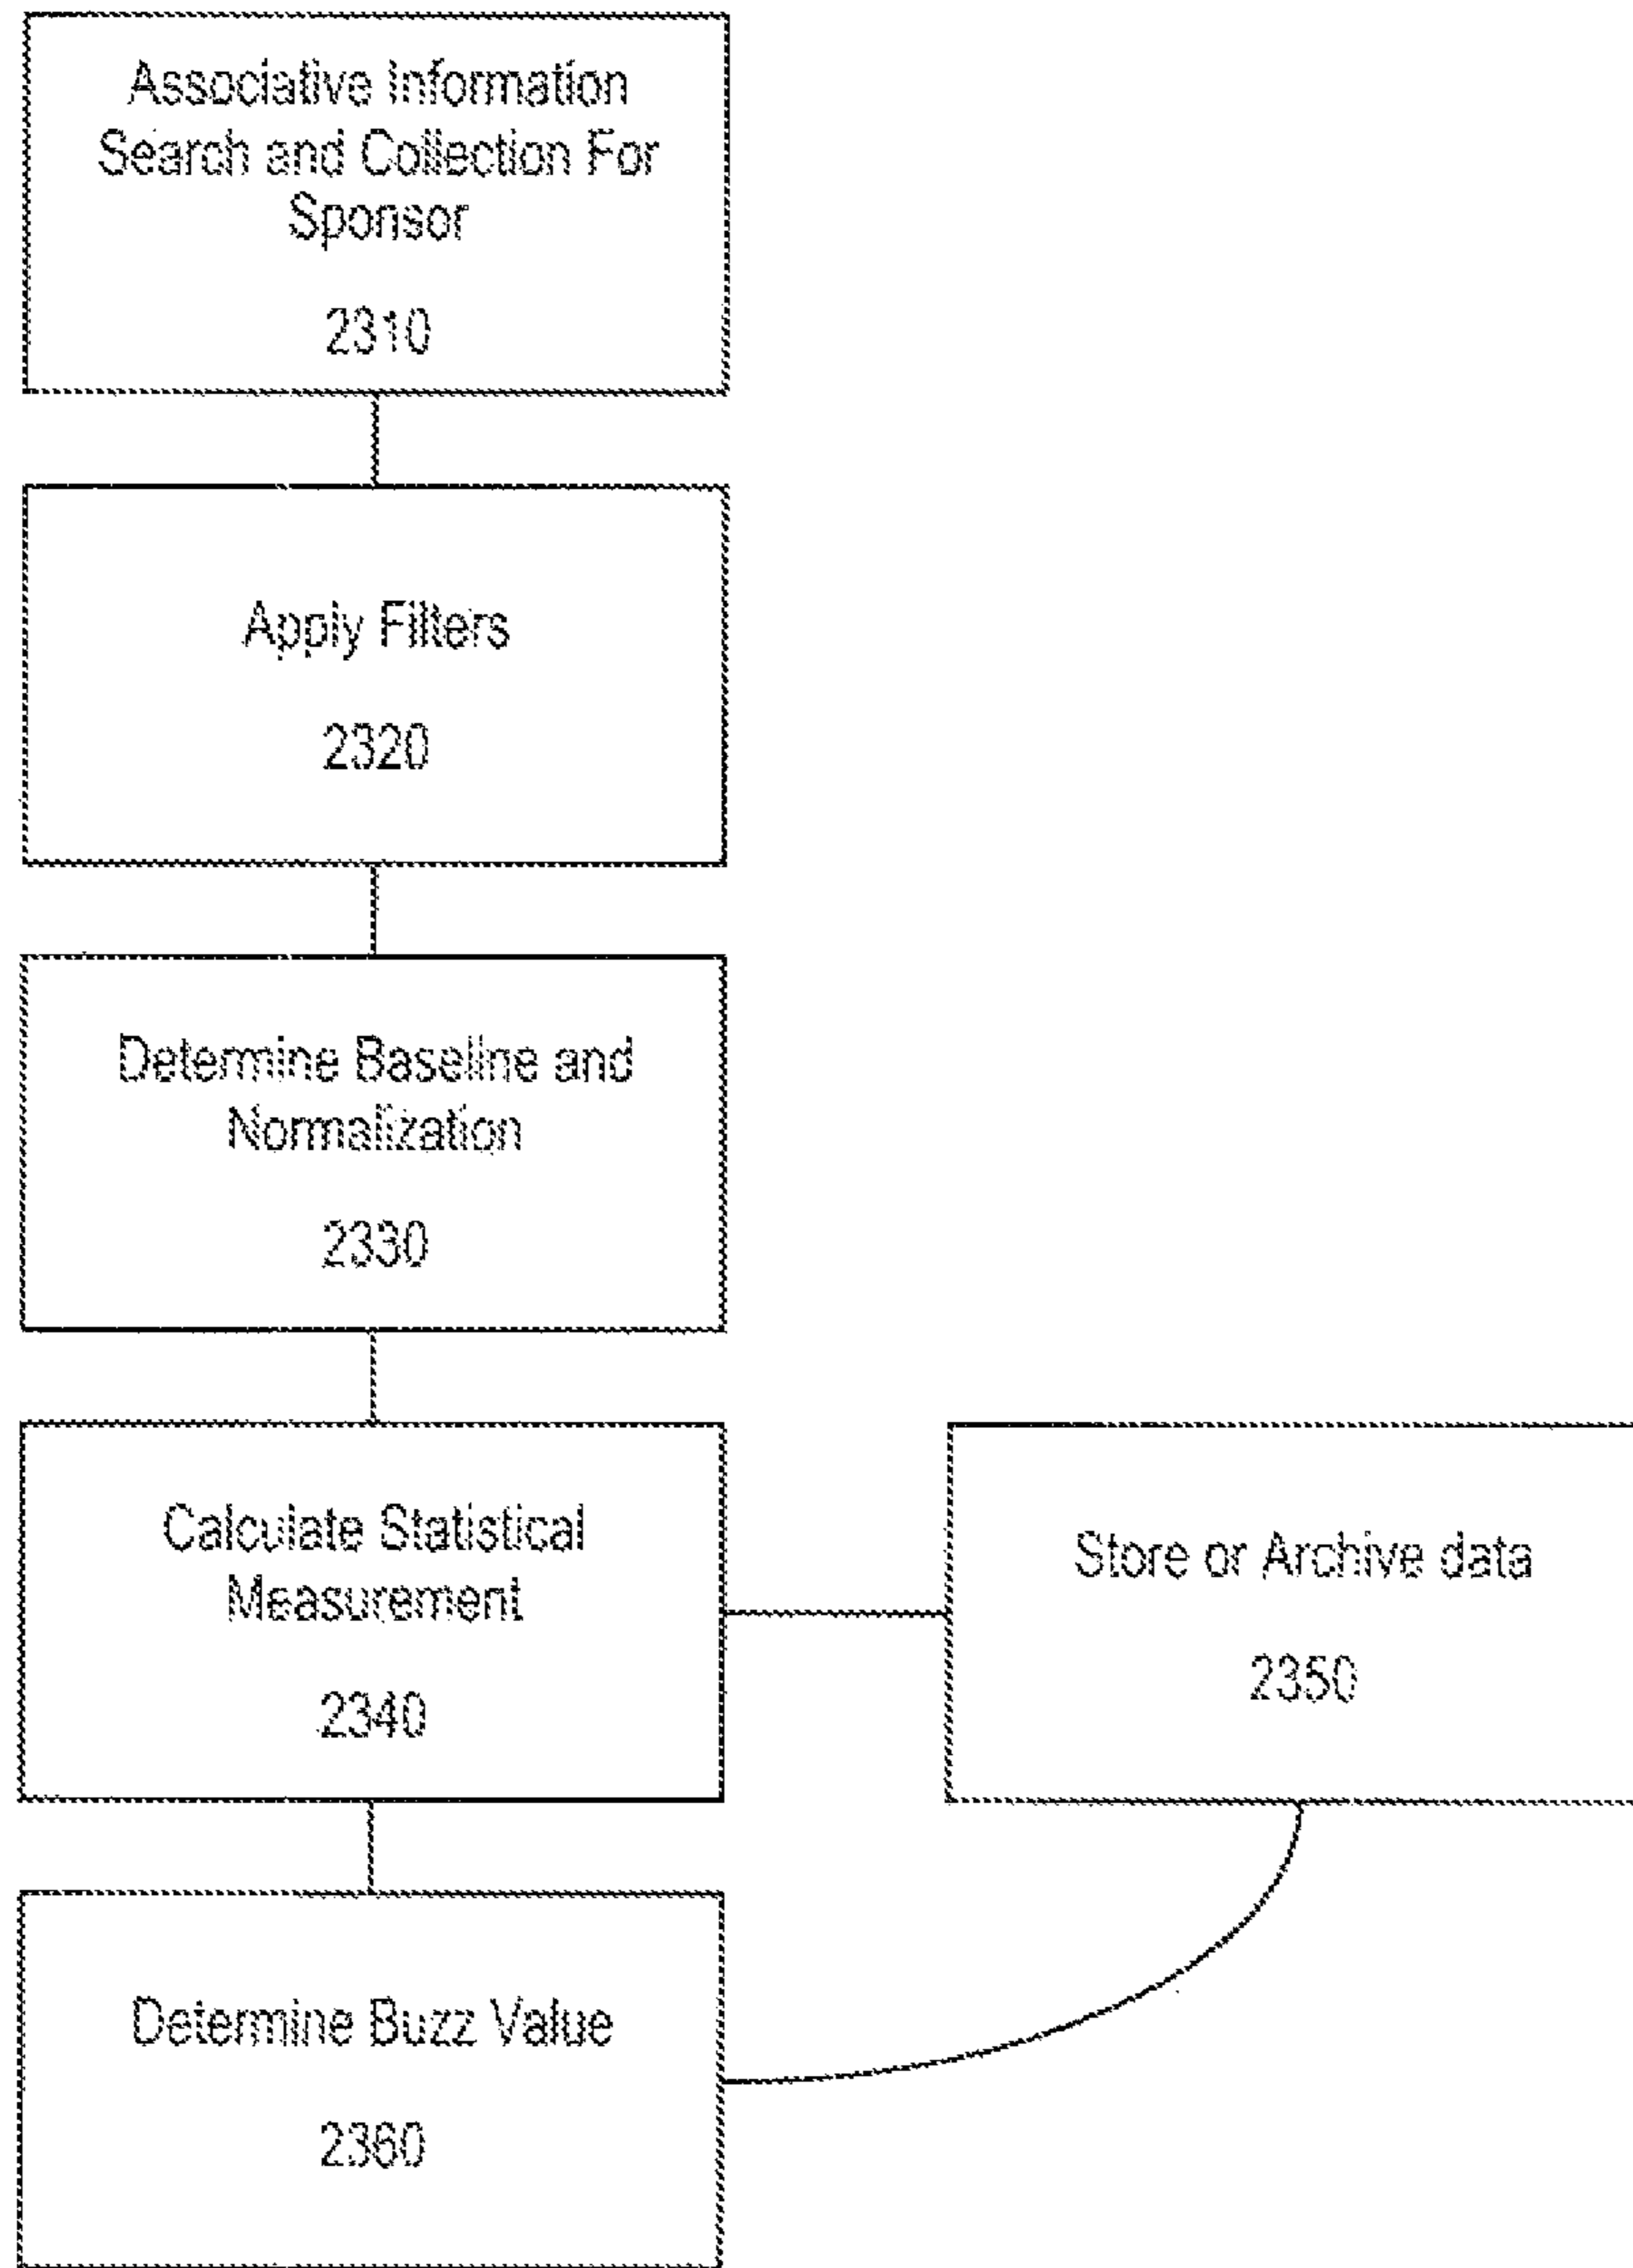 Associative Information
Search and Collection For
Sponsor
2310
Apply Filters
2320
Determine Baseline and
Normalization
2330
Calculate Statistical
Measurement
2340
Store or Archive data
2350
Determine Buzz Value
2360